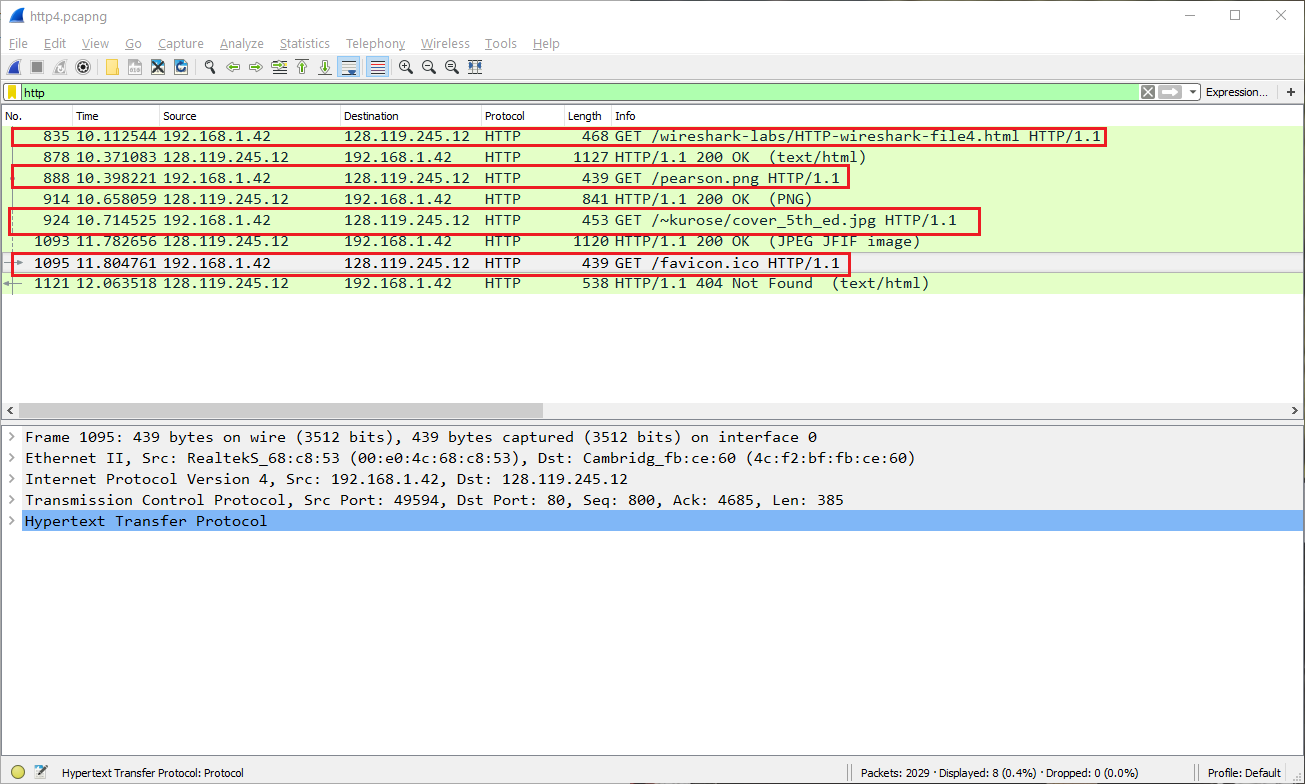 http4.pcapng
File Edit View Go Capture Analyze Statistics Telephony Wireless Tools Help
http Expression... +
No. Time Source Destination Protocol Length Info
835 10.112544 192.168.1.42 128.119.245.12 HTTP 468 GET /wireshark-labs/HTTP-wireshark-file4.html HTTP/1.1
878 10.371083 128.119.245.12 192.168.1.42 HTTP 1127 HTTP/1.1 200 OK (text/html)
888 10.398221 192.168.1.42 128.119.245.12 HTTP 439 GET /pearson.png HTTP/1.1
914 10.658059 128.119.245.12 192.168.1.42 HTTP 841 HTTP/1.1 200 OK (PNG)
924 10.714525 192.168.1.42 128.119.245.12 HTTP 453 GET /~kurose/cover_5th_ed.jpg HTTP/1.1
1093 11.782656 128.119.245.12 192.168.1.42 HTTP 1120 HTTP/1.1 200 OK (JPEG JFIF image)
1095 11.804761 192.168.1.42 128.119.245.12 HTTP 439 GET /favicon.ico HTTP/1.1
1121 12.063518 128.119.245.12 192.168.1.42 HTTP 538 HTTP/1.1 404 Not Found (text/html)
Frame 1095: 439 bytes on wire (3512 bits), 439 bytes captured (3512 bits) on interface 0
Ethernet II, Src: RealtekS_68:c8:53 (00:e0:4c:68:c8:53), Dst: Cambridg_fb:ce:60 (4c:f2:bf:fb:ce:60)
Internet Protocol Version 4, Src: 192.168.1.42, Dst: 128.119.245.12
Transmission Control Protocol, Src Port: 49594, Dst Port: 80, Seq: 800, Ack: 4685, Len: 385
Hypertext Transfer Protocol
Hypertext Transfer Protocol: Protocol Packets: 2029 · Displayed: 8 (0.4%) · Dropped: 0 (0.0%) Profile: Default